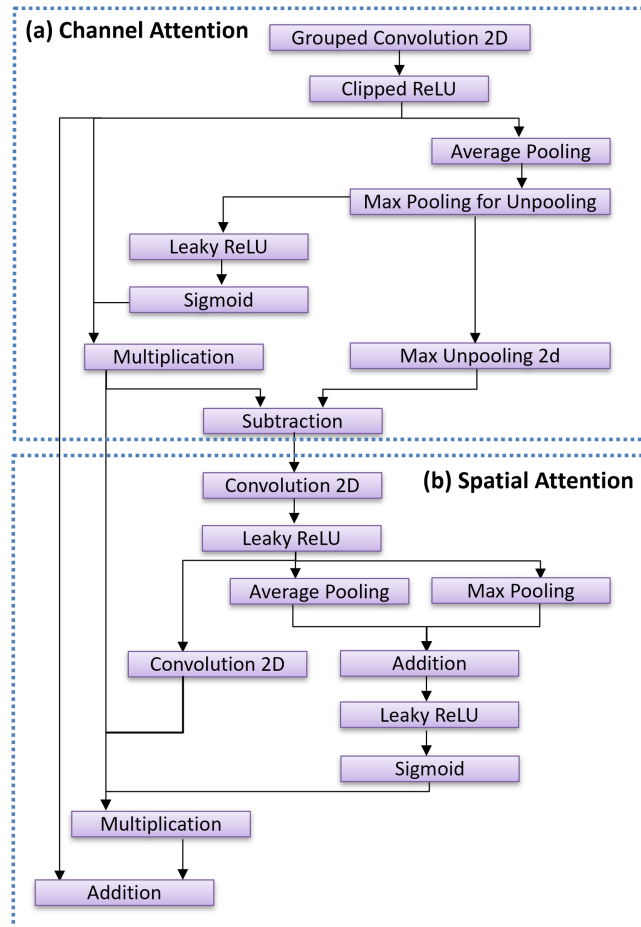 (a) Channel Attention
Grouped Convolution 2D
Clipped ReLU
Average Pooling
Max Pooling for Unpooling
Leaky ReLU
Sigmoid
Multiplication
Max Unpooling 2d
Subtraction
(b) Spatial Attention
Convolution 2D
Leaky ReLU
Average Pooling
Max Pooling
Convolution 2D
Addition
Leaky ReLU
Sigmoid
Multiplication
Addition